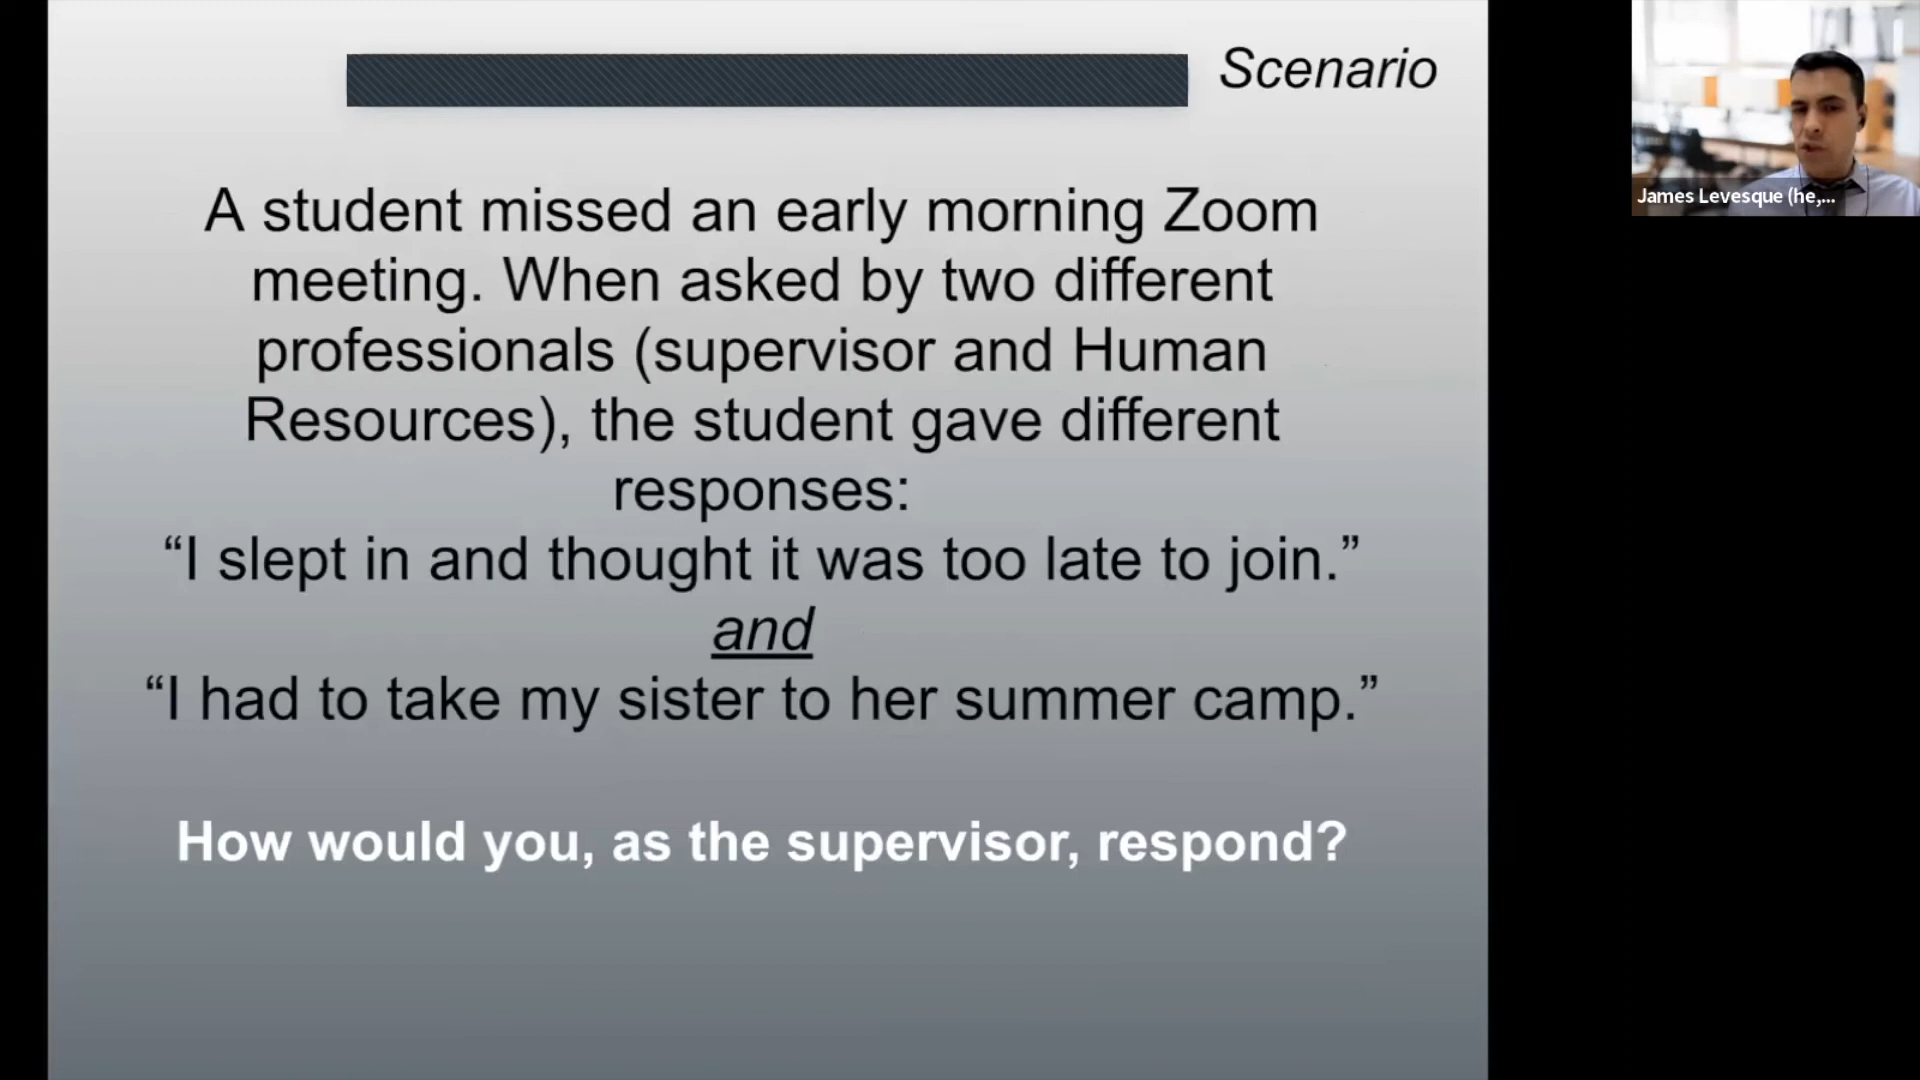 Scenario
A student missed an early morning Zoom
meeting. When asked by two different
professionals (supervisor and Human
Resources), the student gave different
responses:
“I slept in and thought it was too late to join.”
and
“I had to take my sister to her summer camp.”
How would you, as the supervisor, respond?
James Levesque (he,...